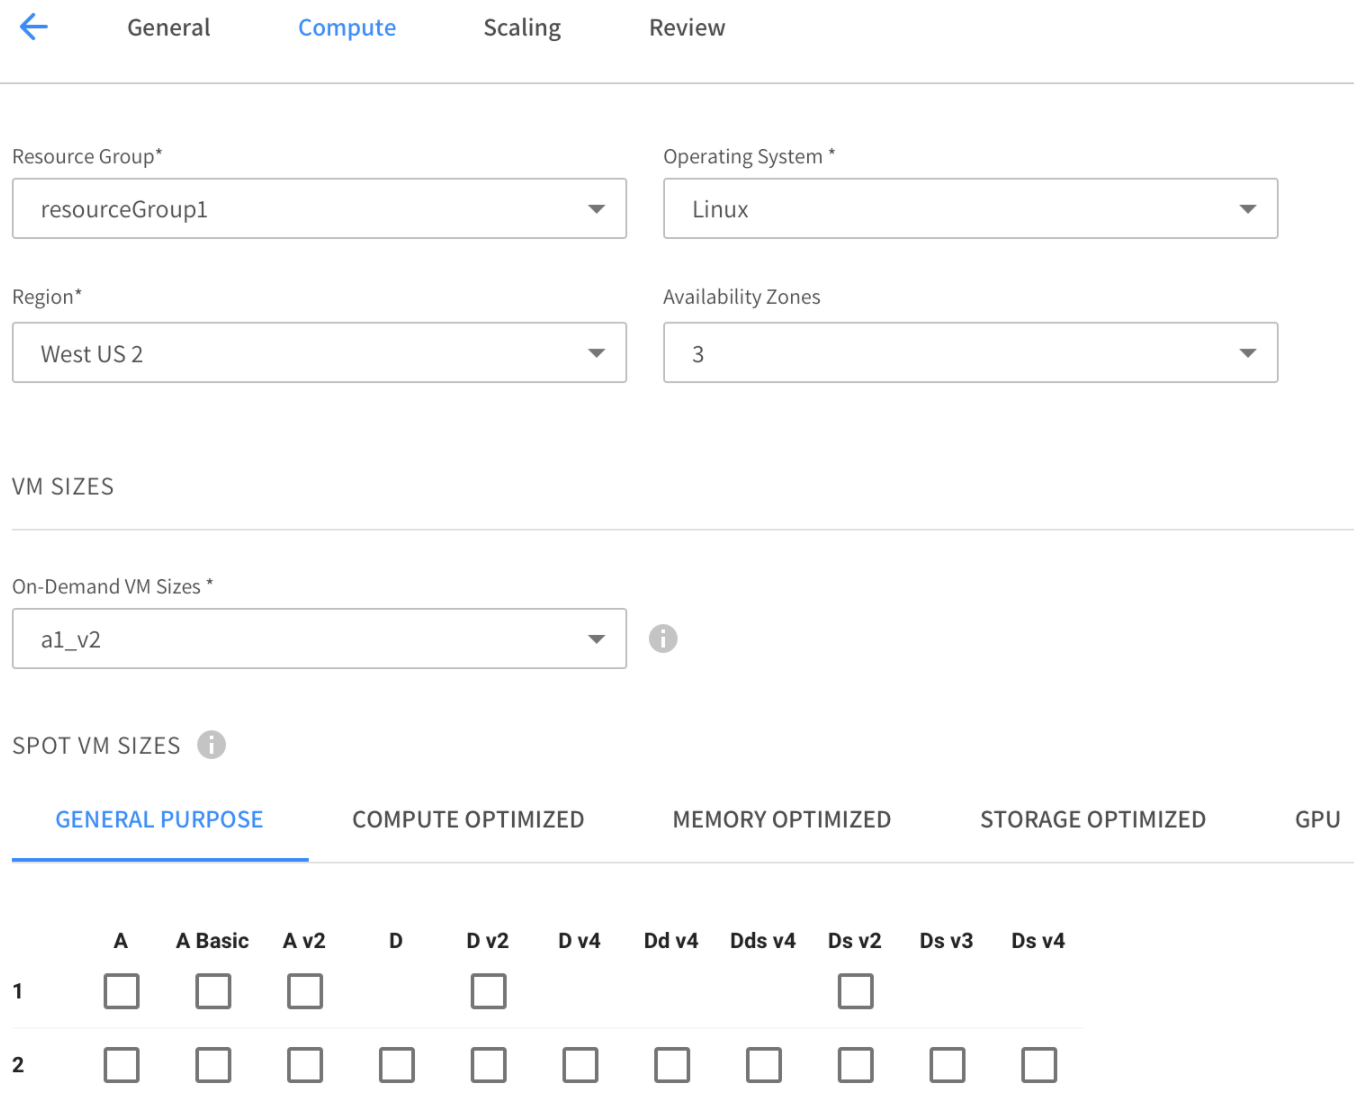 General Compute Scaling Review
Resource Group* Operating System *
resourceGroup1 Linux
Region* Availability Zones
West US 2 3
VM SIZES
On-Demand VM Sizes *
a1_v2
SPOT VM SIZES
GENERAL PURPOSE COMPUTE OPTIMIZED MEMORY OPTIMIZED STORAGE OPTIMIZED GPU
A A Basic A v2 D D v2 D v4 Dd v4 Dds v4 Ds v2 Ds v3 Ds v4
1
2